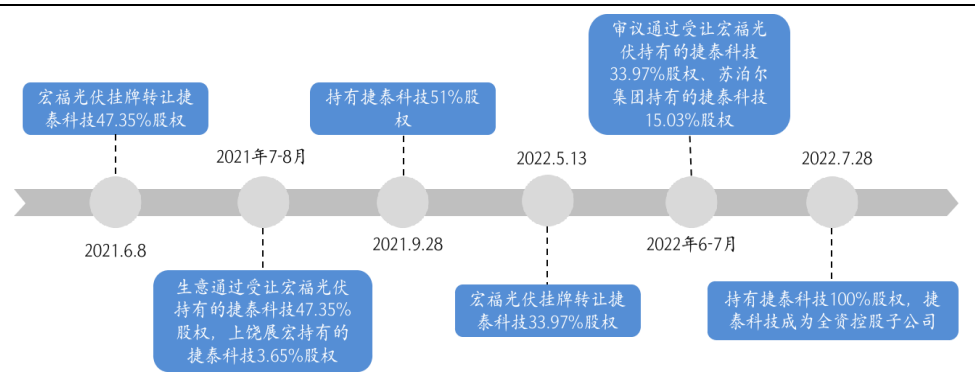 宏福光伏挂牌转让捷
泰科技47.35%股权
2021.6.8
2021年7-8月
生意通过受让宏福光伏
持有的捷泰科技47.35%
股权，上饶展宏持有的
捷泰科技3.65%股权
持有捷泰科技51%股
权
2021.9.28
2022.5.13
宏福光伏挂牌转让捷
泰科技33.97%股权
审议通过受让宏福光
伏持有的捷泰科技
33.97%股权、苏泊尔
集团持有的捷泰科技
15.03%股权
2022年6-7月
2022.7.28
持有捷泰科技100%股权，捷
泰科技成为全资控股子公司